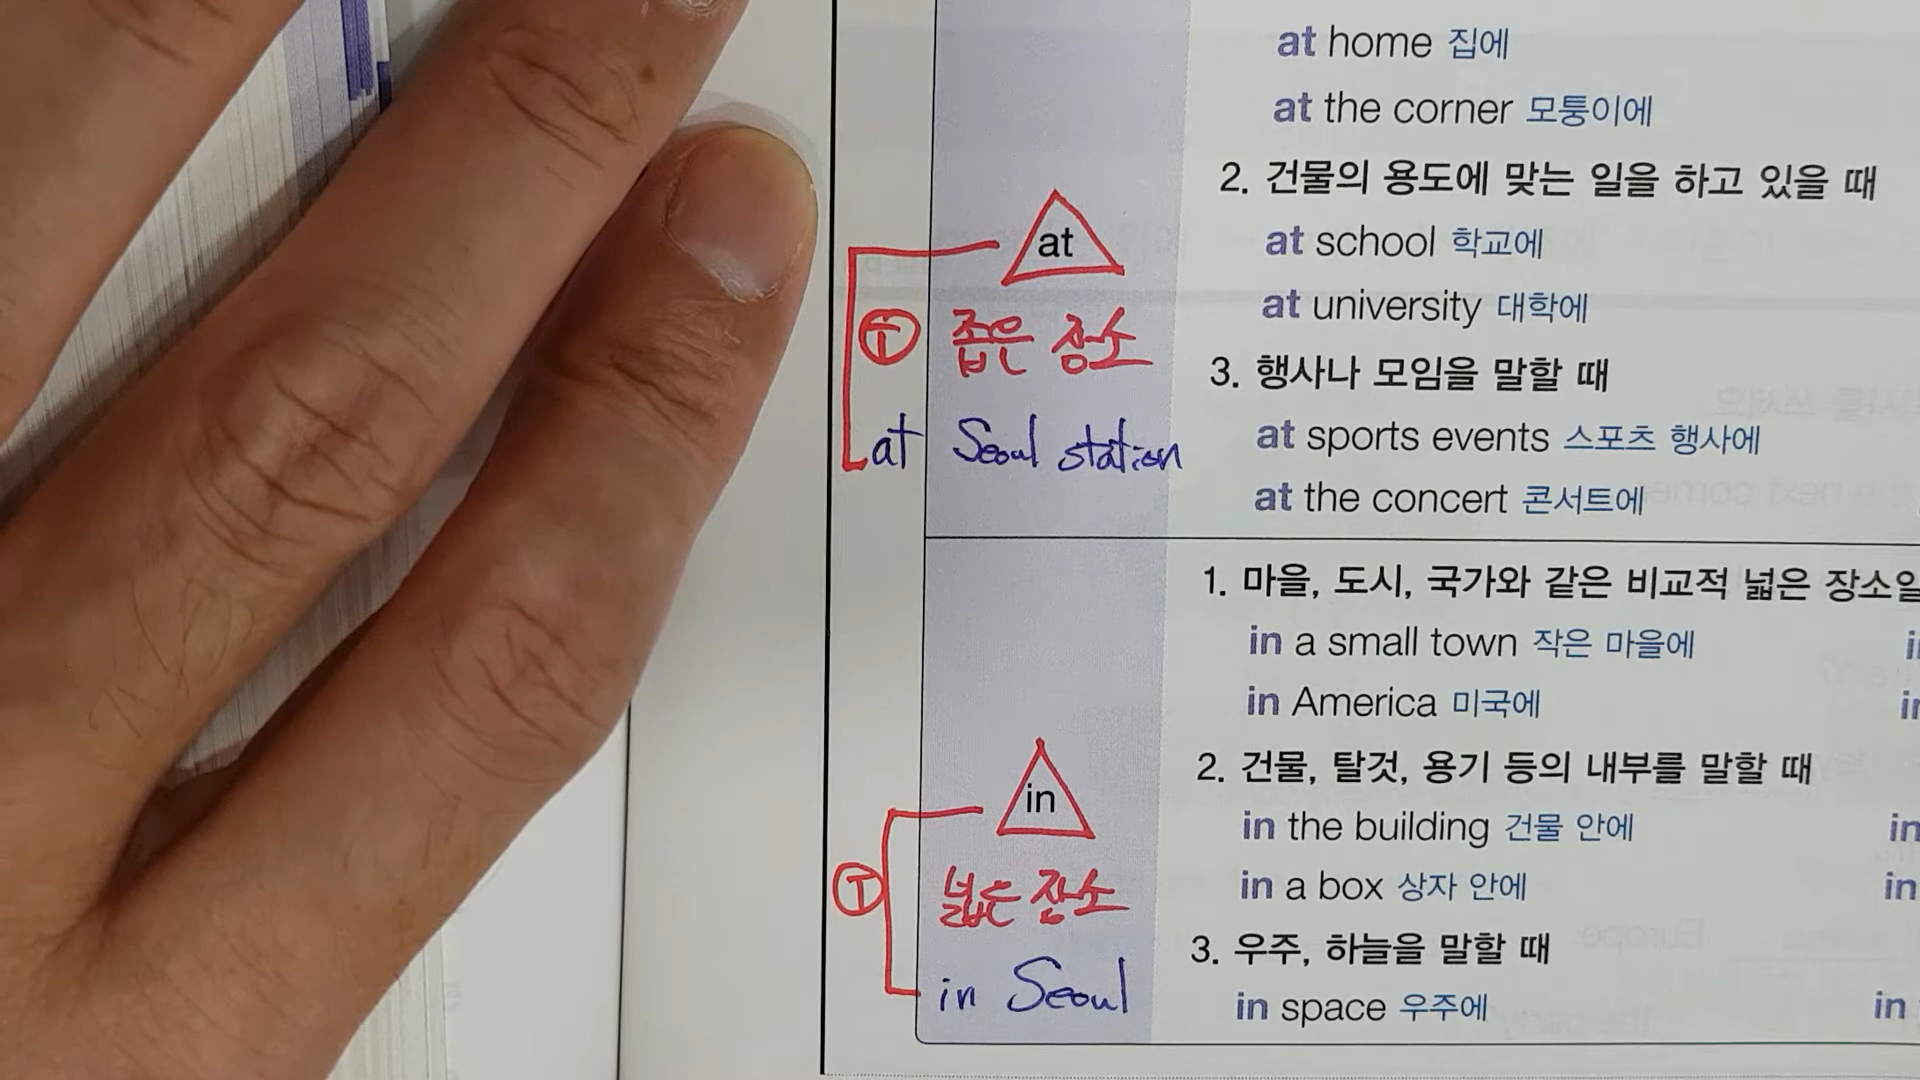 at home 집에
at the corner 모퉁이에
2. 건물의 용도에 맞는 일을 하고 있을 때
at school 학교에
at university 대학에
3. 행사나 모임을 말할 때
at sports events 스포츠 행사에
at the concert 콘서트에
at
T 좁은 장소
at Seoul station
1. 마을, 도시, 국가와 같은 비교적 넓은 장소일
in a small town 작은 마을에
in America 미국에
2. 건물, 탈것, 용기 등의 내부를 말할 때
in the building 건물 안에
in
in a box 상자 안에
in
3. 우주, 하늘을 말할 때
in space 우주에
in
in
T 넓은 장소
in Seoul